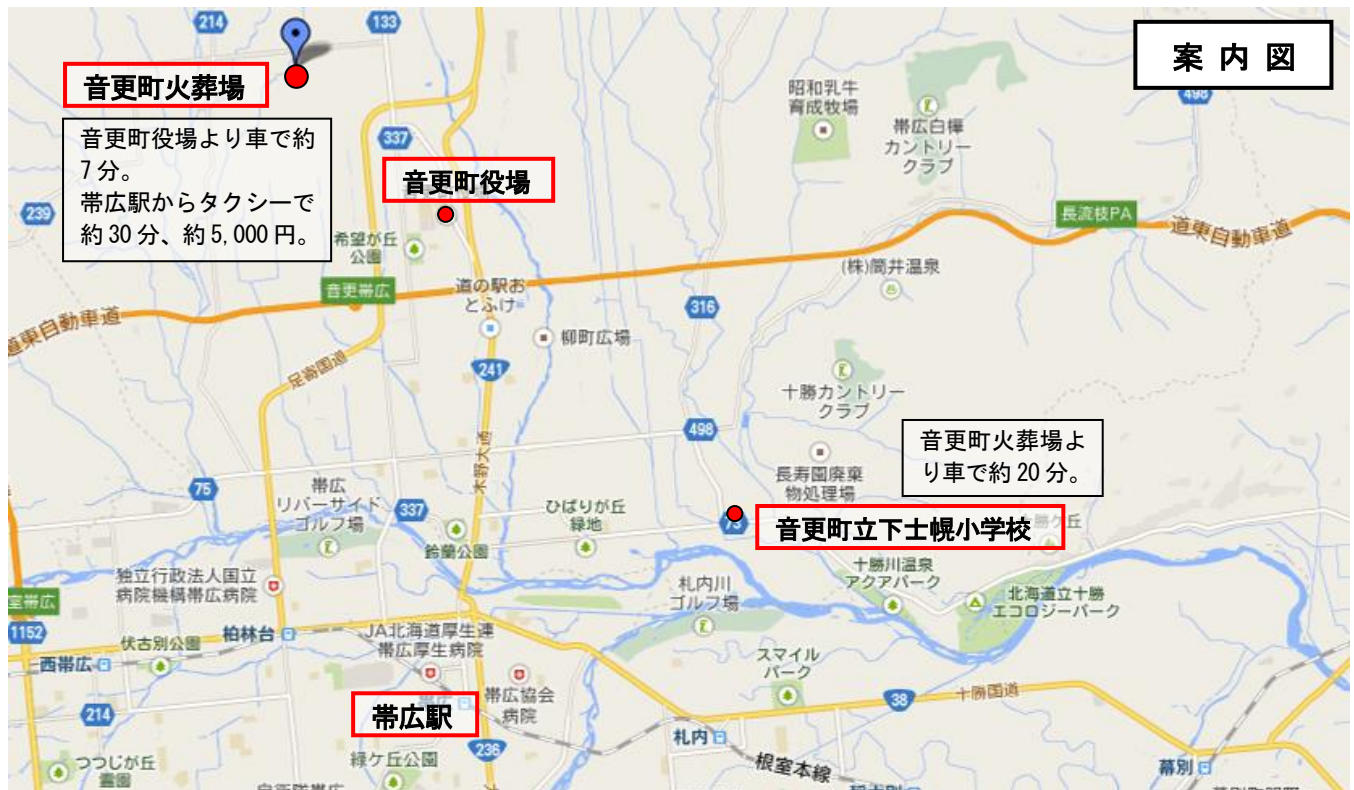 案内図
214
133
音更町火葬場
音更町役場より車で約
7分。
帯広駅からタクシーで
約30分、約5,000円。
337
音更町役場
239
希望が丘
公園
昭和乳牛
育成牧場
帯広白樺
カントリー
クラブ
498
長流枝PA
道東自動車道
(株)筒井温泉
音更帯広
道の駅お
とふけ
道東自動車道
足寄国道
柳町広場
316
241
十勝カントリー
クラブ
498
木野大通
音更町火葬場よ
り車で約20分。
長寿園廃棄
物処理場
75
帯広
リバーサイド
ゴルフ場
337
鈴蘭公園
ひばりが丘
緑地
73
音更町立下士幌小学校
十勝ケ丘
十勝川温泉
アクアパーク
北海道立十勝
エコロジーパーク
独立行政法人国立
病院機構帯広病院
札内川
ゴルフ場
室帯広
1152
伏古別公園
柏林台
西帯広
JA北海道厚生連
帯広厚生病院
帯広協会
病院
スマイル
パーク
38
十勝国道
214
帯広駅
236
札内
根室本線
幕別
つつじが丘
霊園
緑ケ丘公園